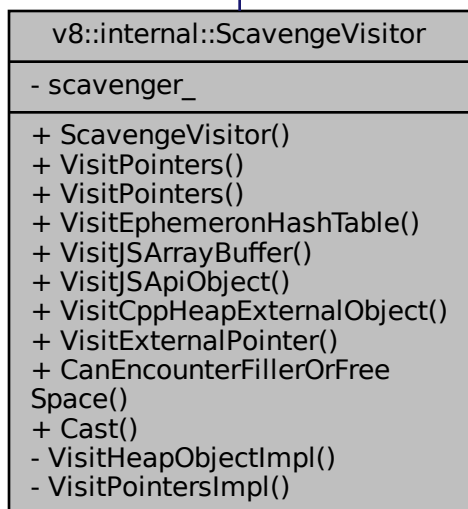 v8::internal::ScavengeVisitor
- scavenger_
+ ScavengeVisitor()
+ VisitPointers()
+ VisitPointers()
+ VisitEphemeronHashTable()
+ VisitJSArrayBuffer()
+ VisitJSApiObject()
+ VisitCppHeapExternalObject()
+ VisitExternalPointer()
+ CanEncounterFillerOrFree
Space()
+ Cast()
- VisitHeapObjectImpl()
- VisitPointersImpl()